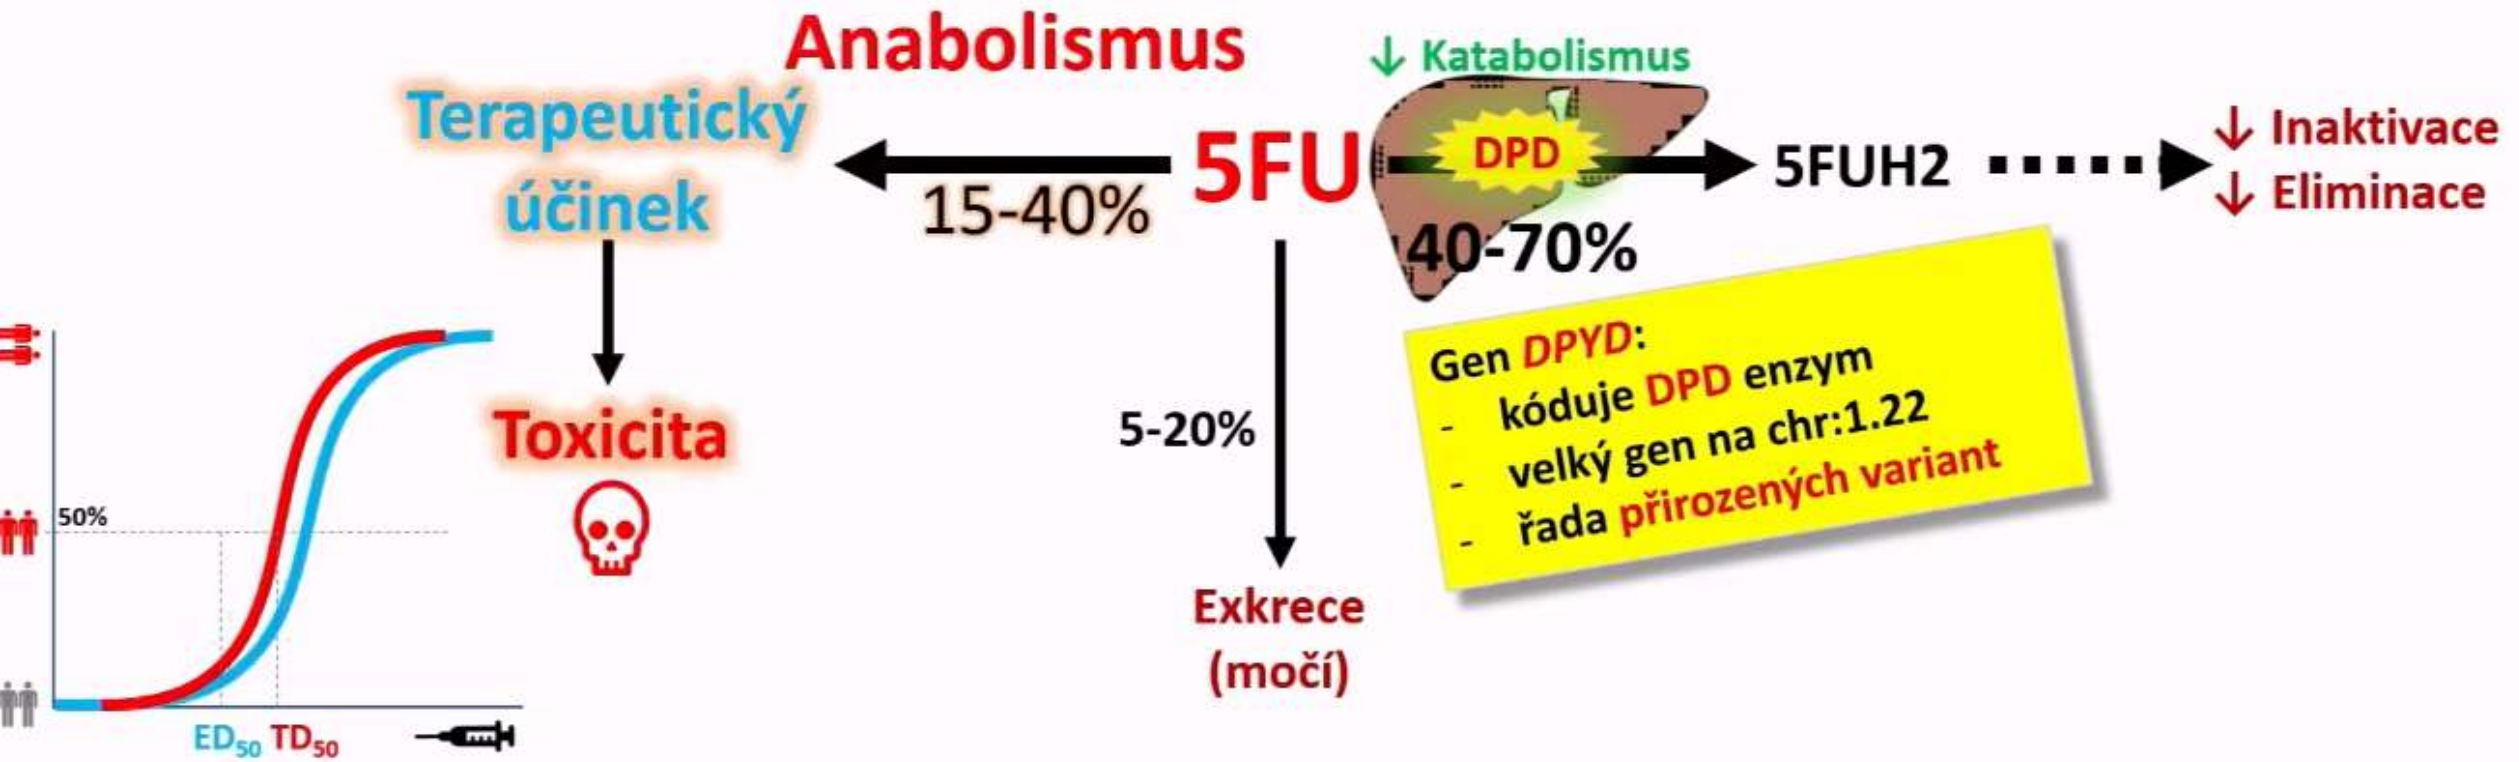 Anabolismus
↓ Katabolismus
Terapeutický
účinek
15-40%
5FU
DPD
40-70%
5FUH2
↓ Inaktivace
↓ Eliminace
Toxicita
5-20%
Exkrece
(močí)
Gen DPYD:
- kóduje DPD enzym
- velký gen na chr:1.22
- řada přirozených variant
50%
ED50 TD50